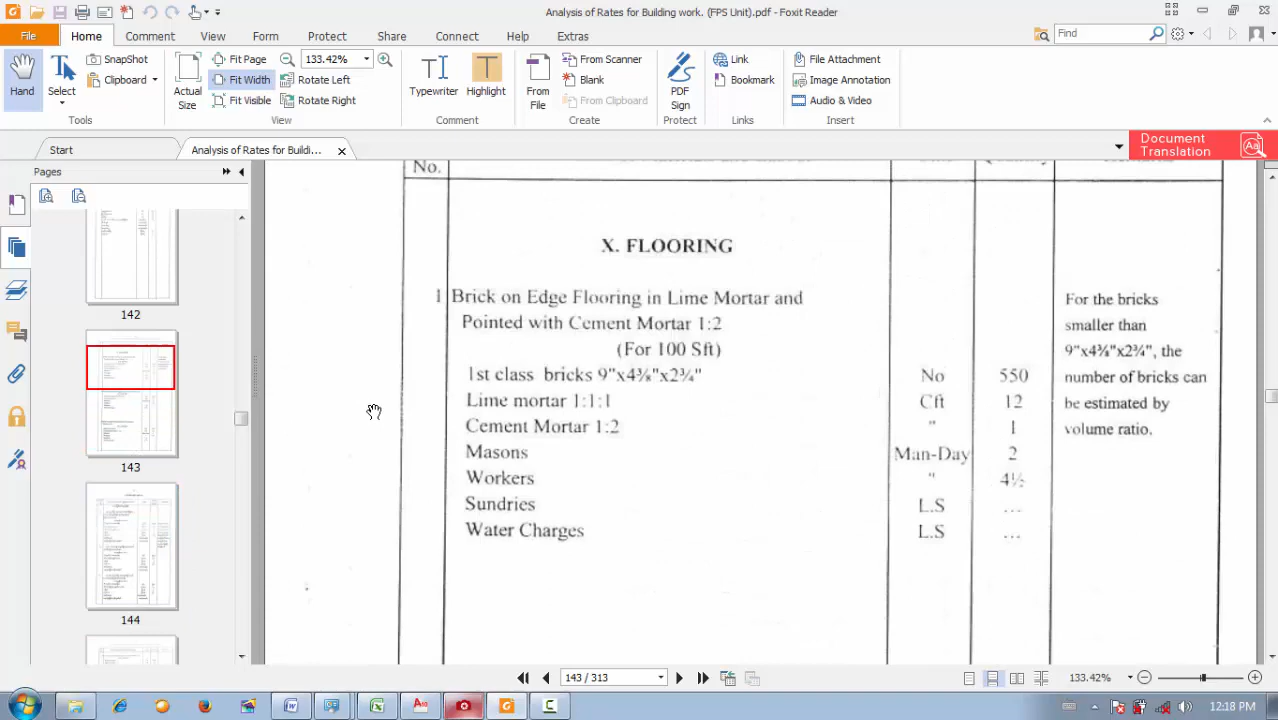 Analysis of Rates for Building work. (FPS Unit).pdf - Foxit Reader
File Home Comment View Form Protect Share Connect Help Extras
Find
Hand
Select
SnapShot
Clipboard
Actual Size
Fit Page
Fit Width
Fit Visible
133.42%
Rotate Left
Rotate Right
Typewriter
Highlight
From File
From Scanner
Blank
From Clipboard
PDF Sign
Link
Bookmark
File Attachment
Image Annotation
Audio & Video
Tools View Comment Create Protect Links Insert
Start
Analysis of Rates for Buildi...
Document Translation
Pages
142
143
144
No.
X. FLOORING
1 Brick on Edge Flooring in Lime Mortar and
Pointed with Cement Mortar 1:2
(For 100 Sft)
1st class bricks 9"x4⅜"x2¾" No 550
Lime mortar 1:1:1 Cft 12
Cement Mortar 1:2 " 1
Masons Man-Day 2
Workers " 4½
Sundries L.S ...
Water Charges L.S ...
For the bricks
smaller than
9"x4⅜"x2¾", the
number of bricks can
be estimated by
volume ratio.
143 / 313
133.42%
12:18 PM